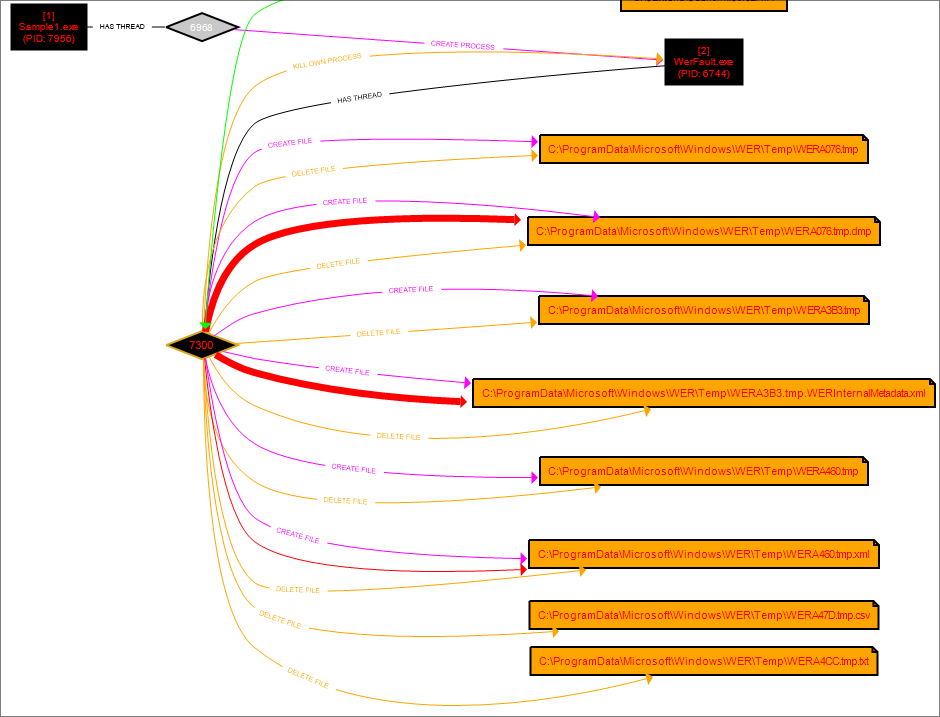 [1]
Sample1.exe
(PID: 7956)
HAS THREAD
6968
CREATE PROCESS
[2]
WerFault.exe
(PID: 6744)
KILL OWN PROCESS
HAS THREAD
CREATE FILE
C:\ProgramData\Microsoft\Windows\WER\Temp\WERA076.tmp
DELETE FILE
CREATE FILE
C:\ProgramData\Microsoft\Windows\WER\Temp\WERA076.tmp.dmp
DELETE FILE
CREATE FILE
C:\ProgramData\Microsoft\Windows\WER\Temp\WERA3B3.tmp
DELETE FILE
7300
CREATE FILE
C:\ProgramData\Microsoft\Windows\WER\Temp\WERA3B3.tmp.WERInternalMetadata.xml
DELETE FILE
CREATE FILE
C:\ProgramData\Microsoft\Windows\WER\Temp\WERA460.tmp
DELETE FILE
CREATE FILE
C:\ProgramData\Microsoft\Windows\WER\Temp\WERA460.tmp.xml
DELETE FILE
DELETE FILE
C:\ProgramData\Microsoft\Windows\WER\Temp\WERA47D.tmp.csv
C:\ProgramData\Microsoft\Windows\WER\Temp\WERA4CC.tmp.txt
DELETE FILE